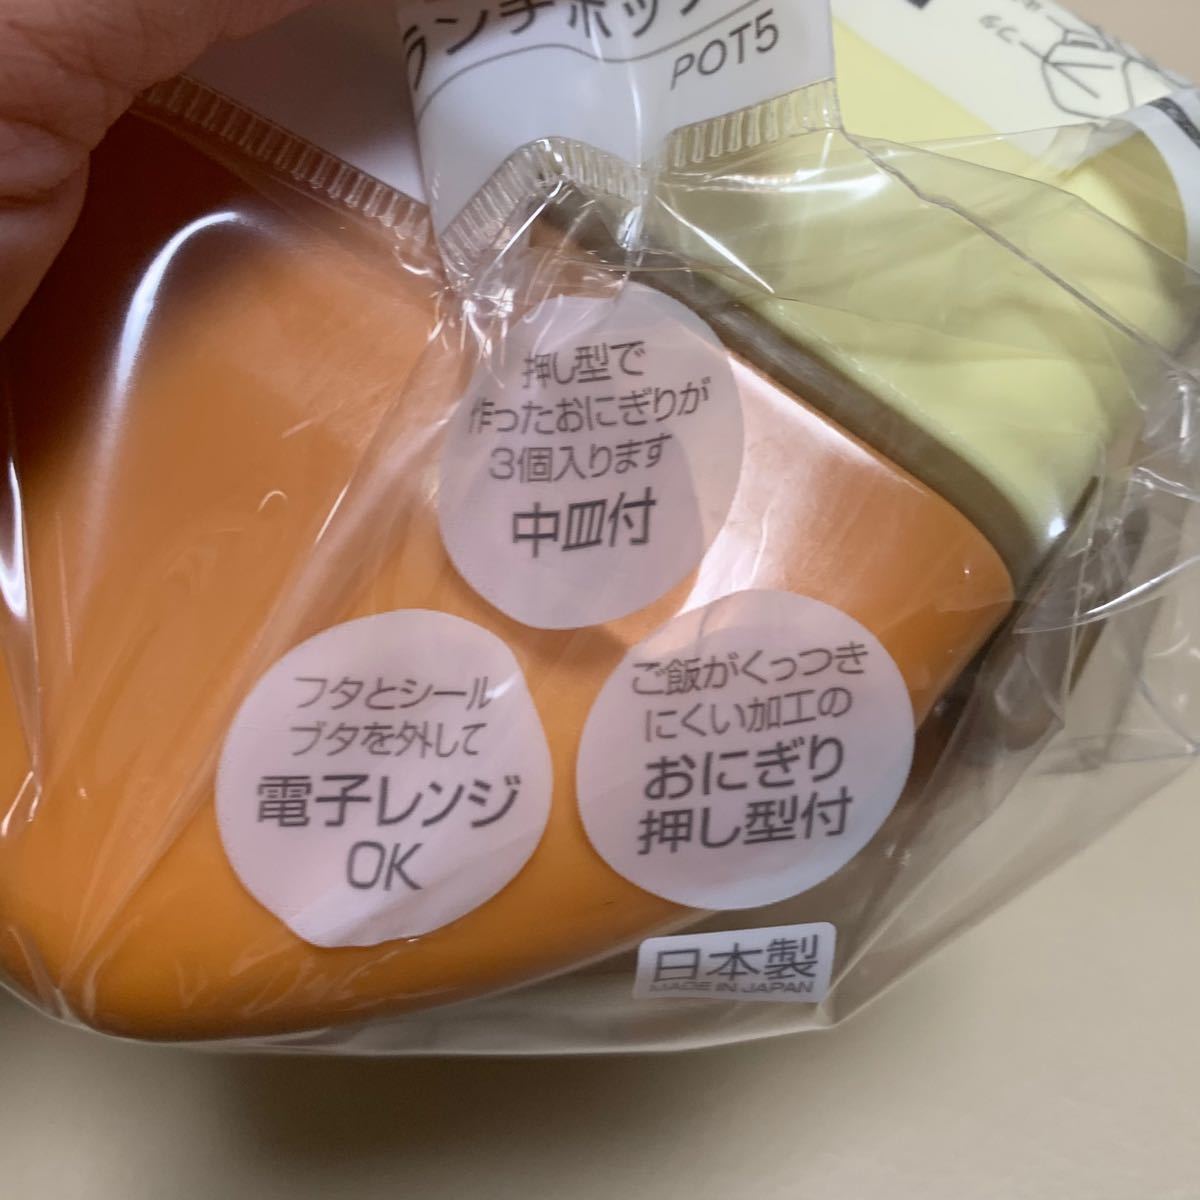 ランチポット
POT5
押し型で
作ったおにぎりが
3個入ります
中皿付
フタとシール
ブタを外して
電子レンジ
OK
ご飯がくっつき
にくい加工の
おにぎり
押し型付
日本製
MADE IN JAPAN